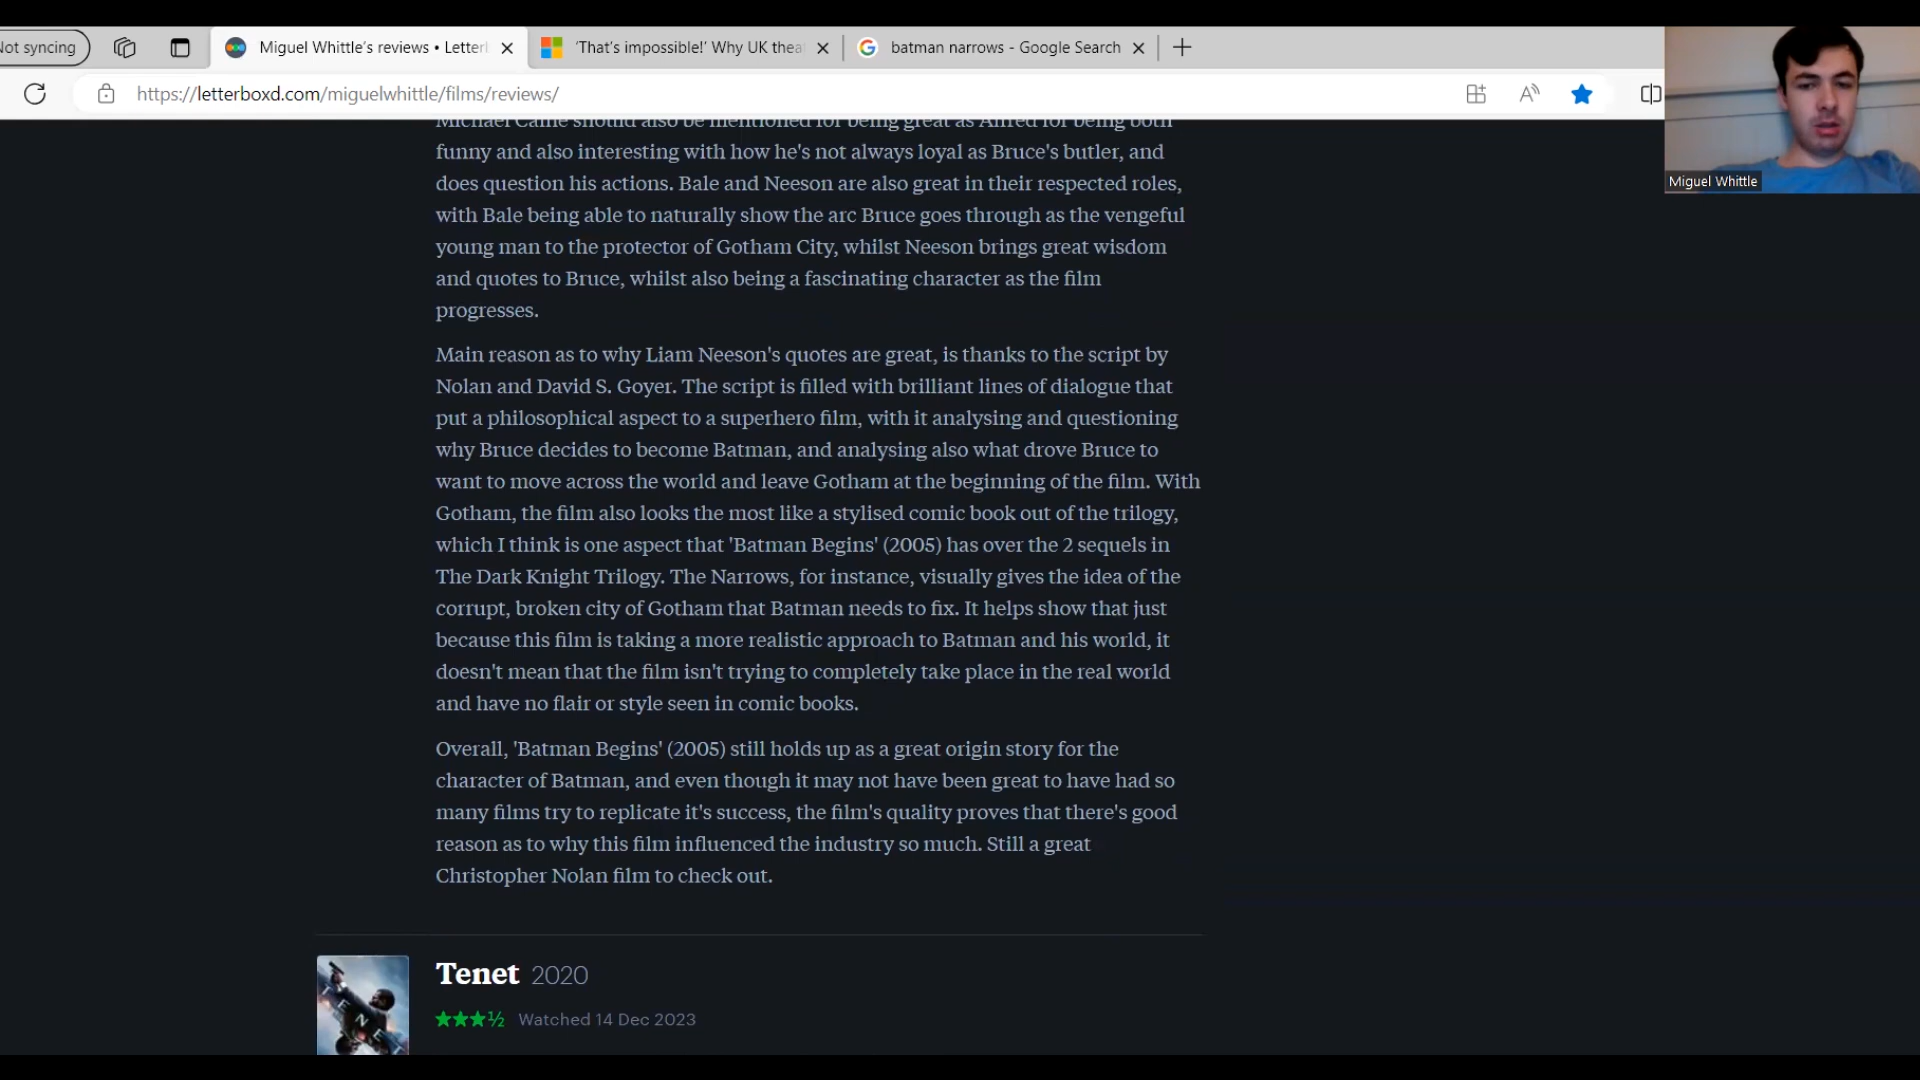 Not syncing
Miguel Whittle's reviews • Letter
'That's impossible!' Why UK thea
batman narrows - Google Search
https://letterboxd.com/miguelwhittle/films/reviews/
Miguel Whittle
Michael Caine should also be mentioned for being great as Alfred for being both
funny and also interesting with how he's not always loyal as Bruce's butler, and
does question his actions. Bale and Neeson are also great in their respected roles,
with Bale being able to naturally show the arc Bruce goes through as the vengeful
young man to the protector of Gotham City, whilst Neeson brings great wisdom
and quotes to Bruce, whilst also being a fascinating character as the film
progresses.
Main reason as to why Liam Neeson's quotes are great, is thanks to the script by
Nolan and David S. Goyer. The script is filled with brilliant lines of dialogue that
put a philosophical aspect to a superhero film, with it analysing and questioning
why Bruce decides to become Batman, and analysing also what drove Bruce to
want to move across the world and leave Gotham at the beginning of the film. With
Gotham, the film also looks the most like a stylised comic book out of the trilogy,
which I think is one aspect that 'Batman Begins' (2005) has over the 2 sequels in
The Dark Knight Trilogy. The Narrows, for instance, visually gives the idea of the
corrupt, broken city of Gotham that Batman needs to fix. It helps show that just
because this film is taking a more realistic approach to Batman and his world, it
doesn't mean that the film isn't trying to completely take place in the real world
and have no flair or style seen in comic books.
Overall, 'Batman Begins' (2005) still holds up as a great origin story for the
character of Batman, and even though it may not have been great to have had so
many films try to replicate it's success, the film's quality proves that there's good
reason as to why this film influenced the industry so much. Still a great
Christopher Nolan film to check out.
TENET
Tenet 2020
★★★½ Watched 14 Dec 2023